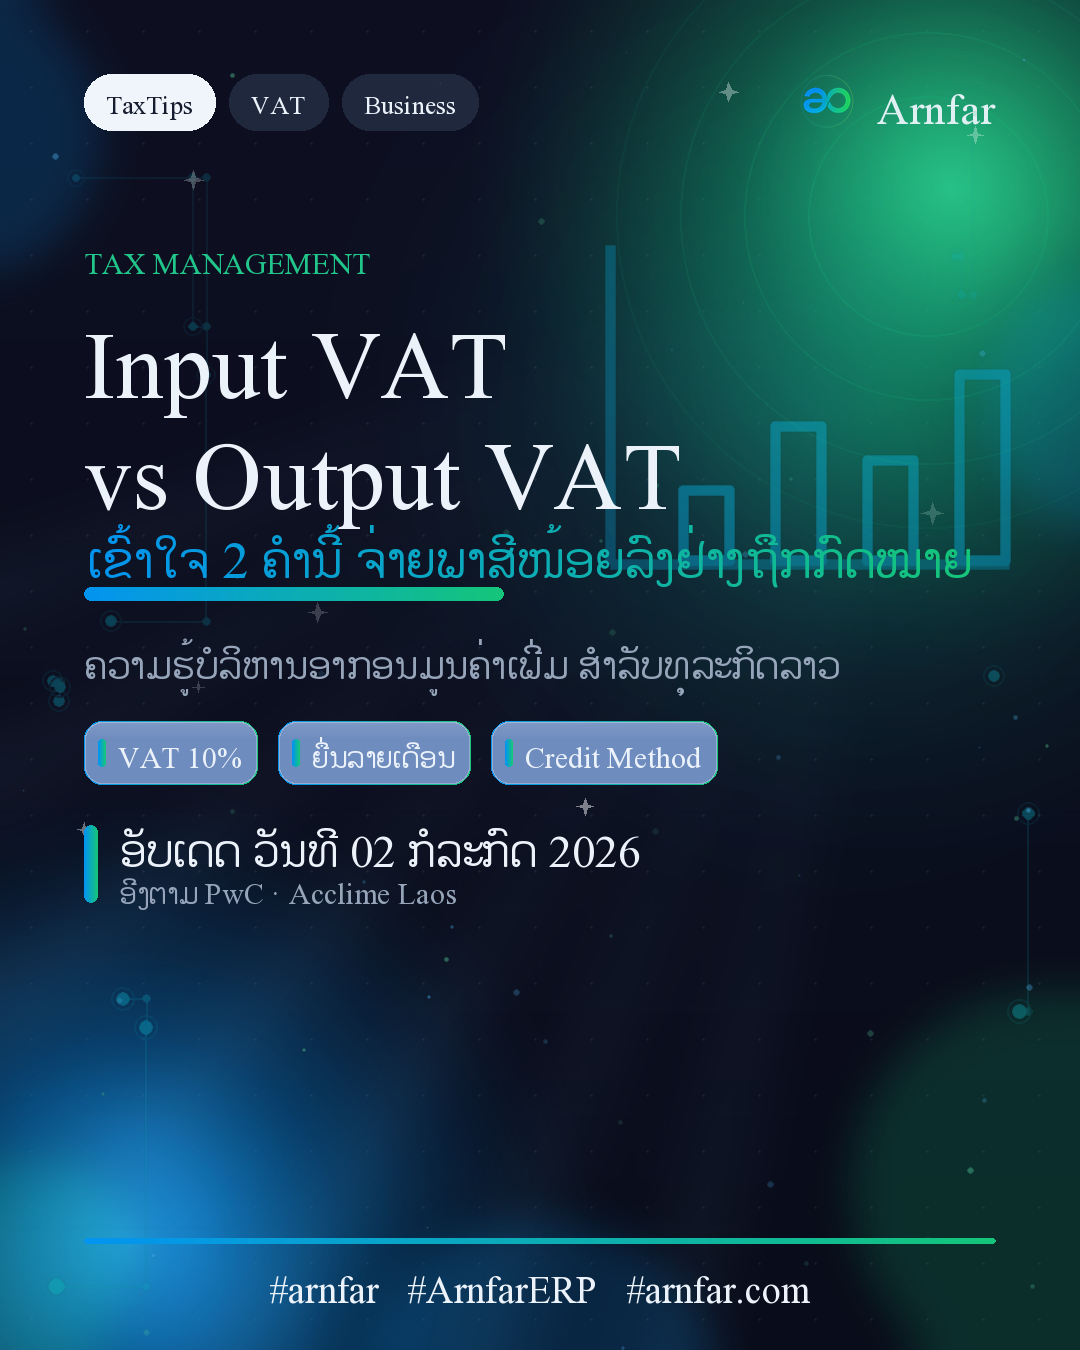 TaxTips VAT Business
Arnfar
TAX MANAGEMENT
Input VAT
vs Output VAT
ເຂົ້າໃຈ 2 ຄຳນີ້ ຈ່າຍພາສີໜ້ອຍລົງຢ່າງຖືກກົດໝາຍ
ຄວາມຮູ້ບໍລິຫານອາກອນມູນຄ່າເພີ່ມ ສຳລັບທຸລະກິດລາວ
VAT 10% ຍື່ນລາຍເດືອນ Credit Method
ອັບເດດ ວັນທີ 02 ກໍລະກົດ 2026
ອີງຕາມ PwC · Acclime Laos
#arnfar #ArnfarERP #arnfar.com